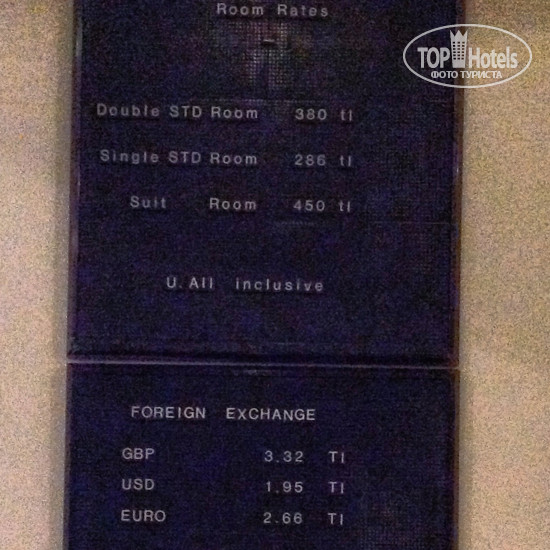 Room Rates
TOP Hotels
ФОТО ТУРИСТА
Double STD Room 380 tl
Single STD Room 286 tl
Suit Room 450 tl
U. All inclusive
FOREIGN EXCHANGE
GBP 3.32 Tl
USD 1.95 Tl
EURO 2.66 Tl